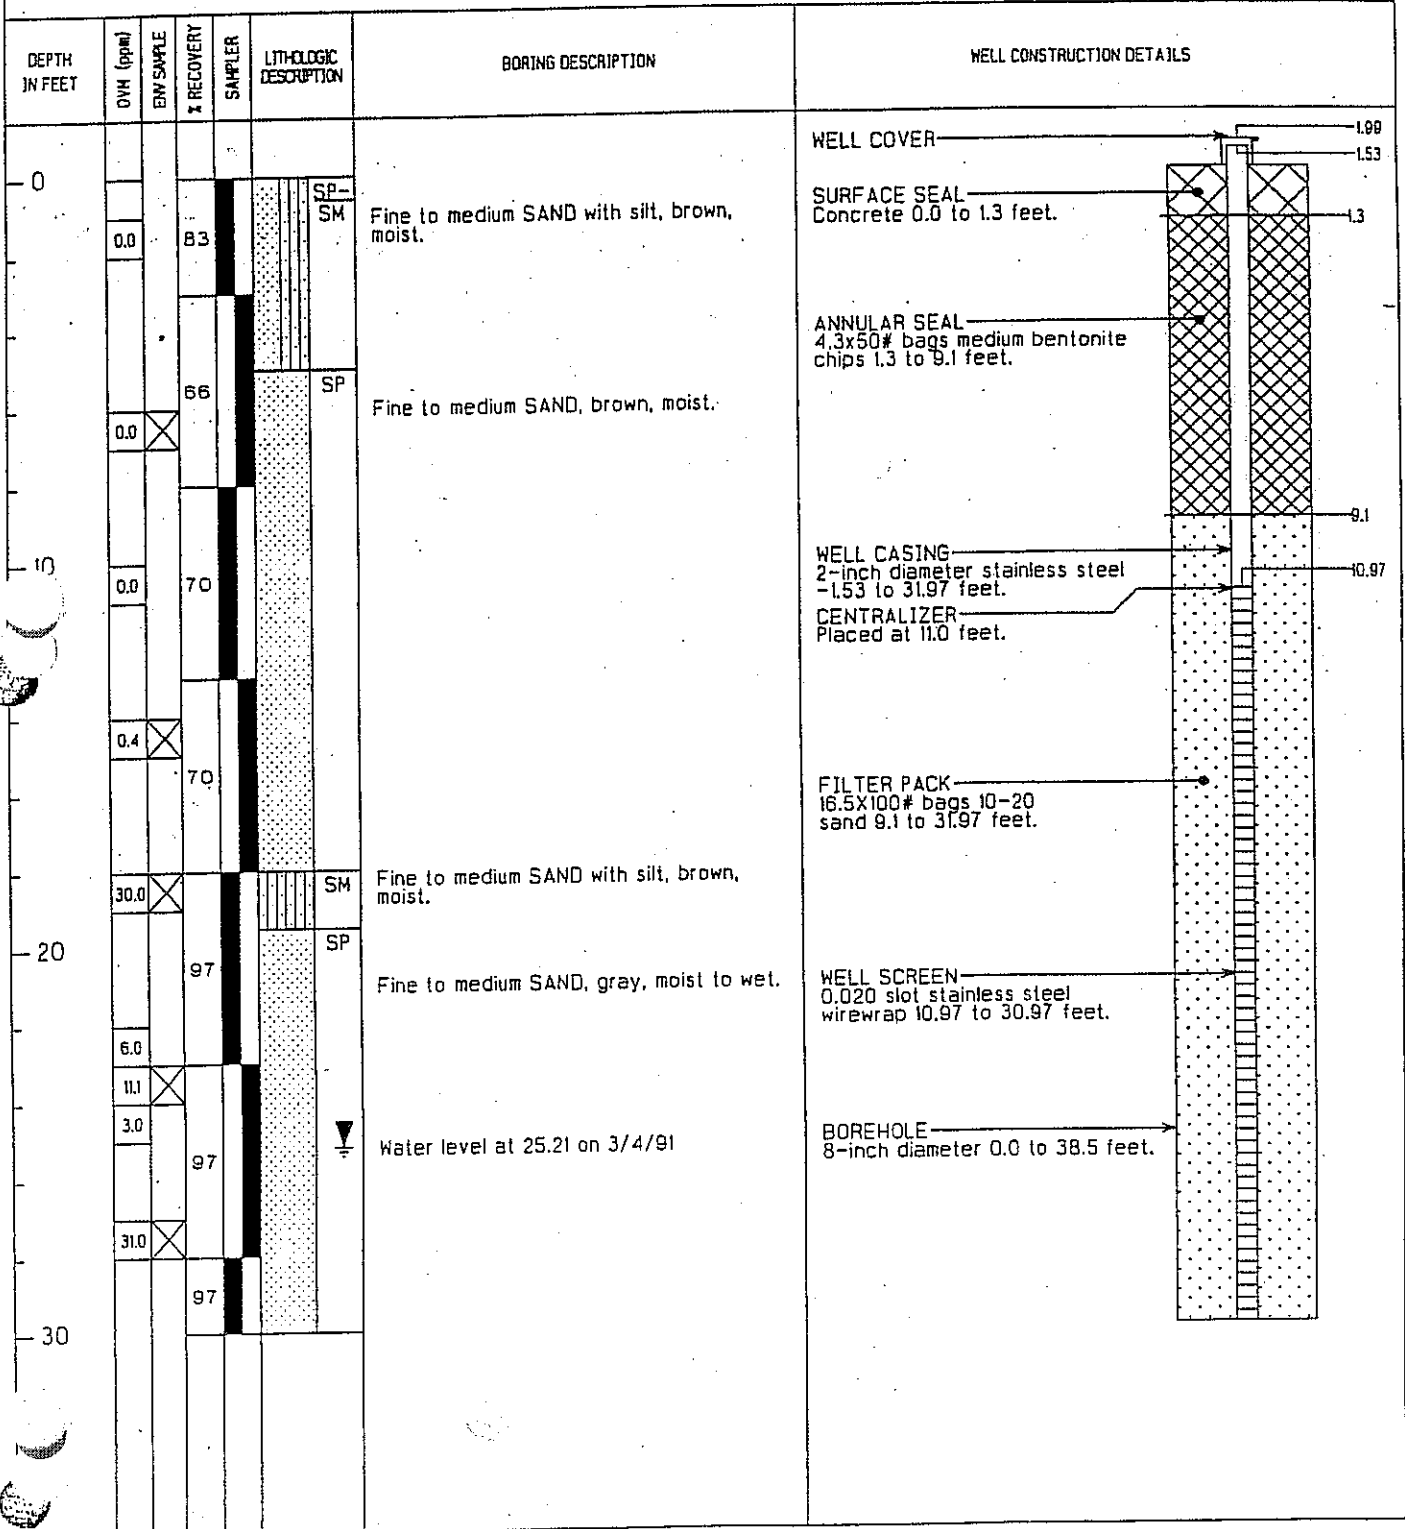 DEPTH
IN FEET
OVM (ppm)
ENV SAMPLE
% RECOVERY
SAMPLER
LITHOLOGIC
DESCRIPTION
BORING DESCRIPTION
WELL CONSTRUCTION DETAILS
WELL COVER
1.99
1.53
0
SP-
SM
Fine to medium SAND with silt, brown,
moist.
SURFACE SEAL
Concrete 0.0 to 1.3 feet.
1.3
0.0
83
ANNULAR SEAL
4.3x50# bags medium bentonite
chips 1.3 to 9.1 feet.
SP
66
Fine to medium SAND, brown, moist.
0.0
9.1
10
0.0
70
WELL CASING
2-inch diameter stainless steel
-1.53 to 31.97 feet.
10.97
CENTRALIZER
Placed at 11.0 feet.
0.4
70
FILTER PACK
16.5X100# bags 10-20
sand 9.1 to 31.97 feet.
30.0
SM
Fine to medium SAND with silt, brown,
moist.
SP
20
97
Fine to medium SAND, gray, moist to wet.
WELL SCREEN
0.020 slot stainless steel
wirewrap 10.97 to 30.97 feet.
6.0
11.1
3.0
97
Water level at 25.21 on 3/4/91
BOREHOLE
8-inch diameter 0.0 to 38.5 feet.
31.0
97
30